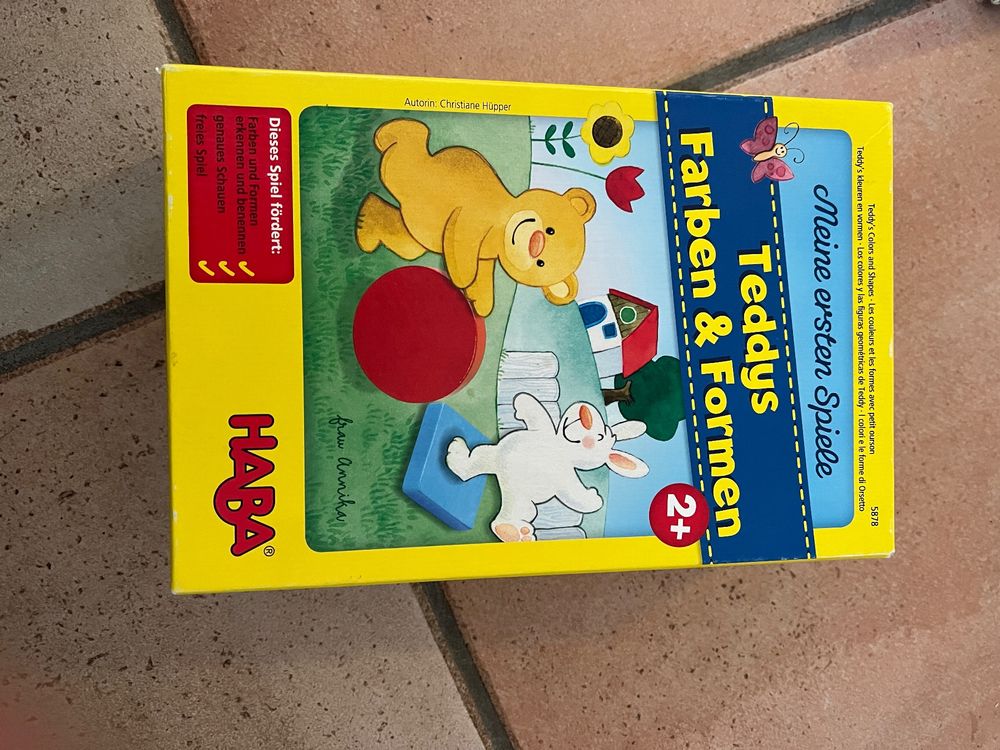 5878
Teddy's Colors and Shapes · Les couleurs et les formes avec petit ourson
Teddy's kleuren en vormen · Los colores y las figuras geométricas de Teddy · I colori e le forme di Orsetto
Meine ersten Spiele
Teddys
Farben & Formen
2+
Autorin: Christiane Hüpper
frau annika
Dieses Spiel fördert:
Farben und Formen
erkennen und benennen
genaues Schauen
freies Spiel
HABA®